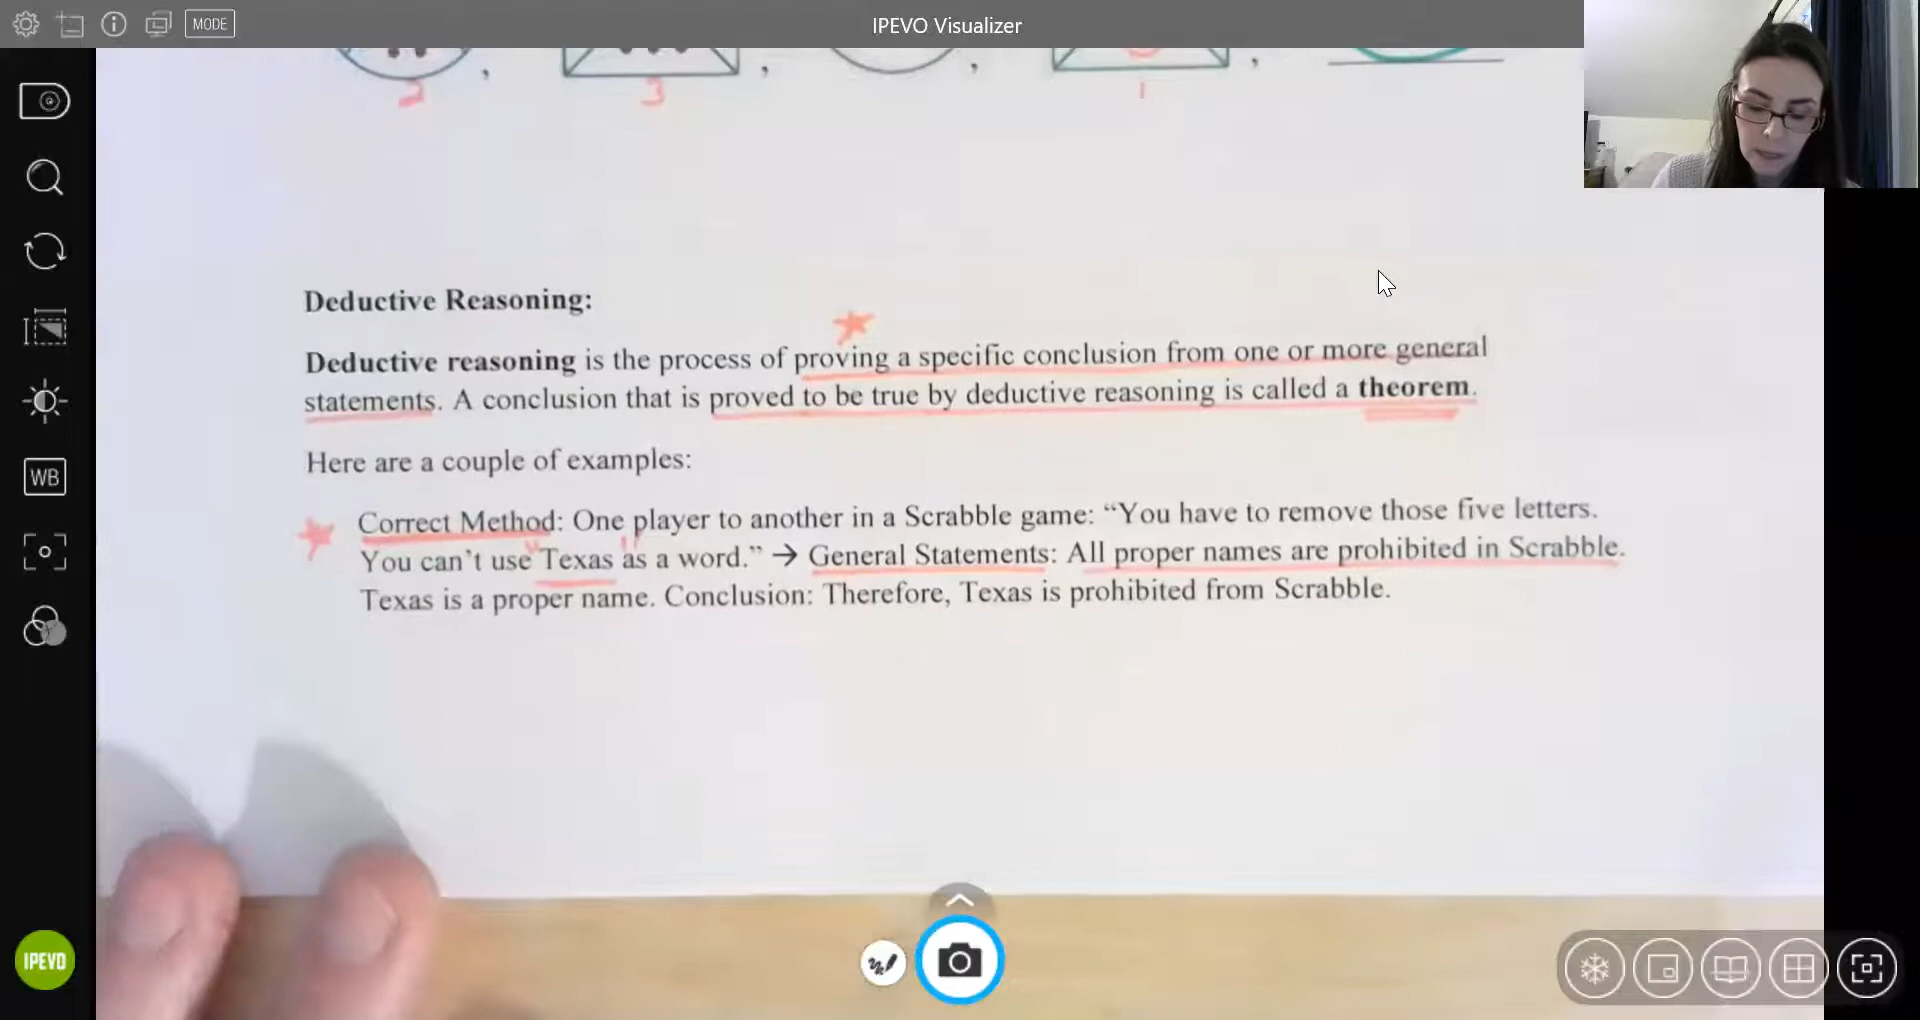 MODE
IPEVO Visualizer
, , , ,
2 3 1
Deductive Reasoning:
Deductive reasoning is the process of proving a specific conclusion from one or more general
statements. A conclusion that is proved to be true by deductive reasoning is called a theorem.
Here are a couple of examples:
Correct Method: One player to another in a Scrabble game: “You have to remove those five letters.
You can’t use "Texas" as a word.” → General Statements: All proper names are prohibited in Scrabble.
Texas is a proper name. Conclusion: Therefore, Texas is prohibited from Scrabble.
WB
IPEVO